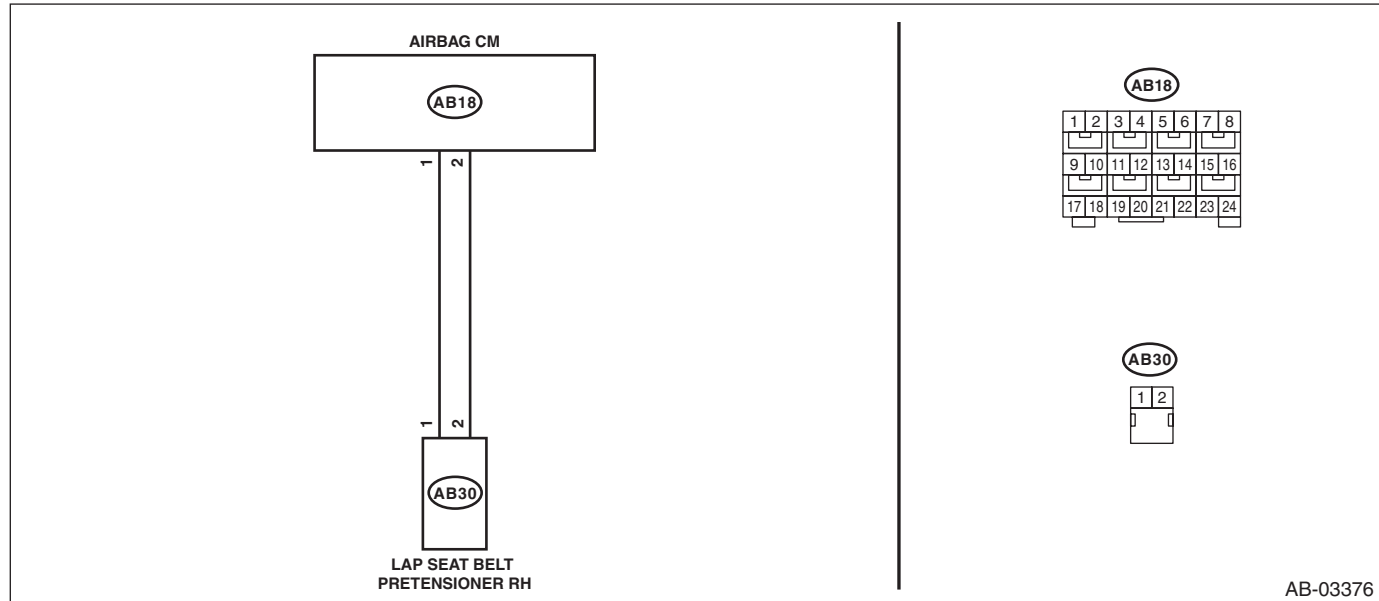 AIRBAG CM
AB18
1 2
1 2
AB30
LAP SEAT BELT
PRETENSIONER RH
AB18
1 2 3 4 5 6 7 8
9 10 11 12 13 14 15 16
17 18 19 20 21 22 23 24
AB30
1 2
AB-03376